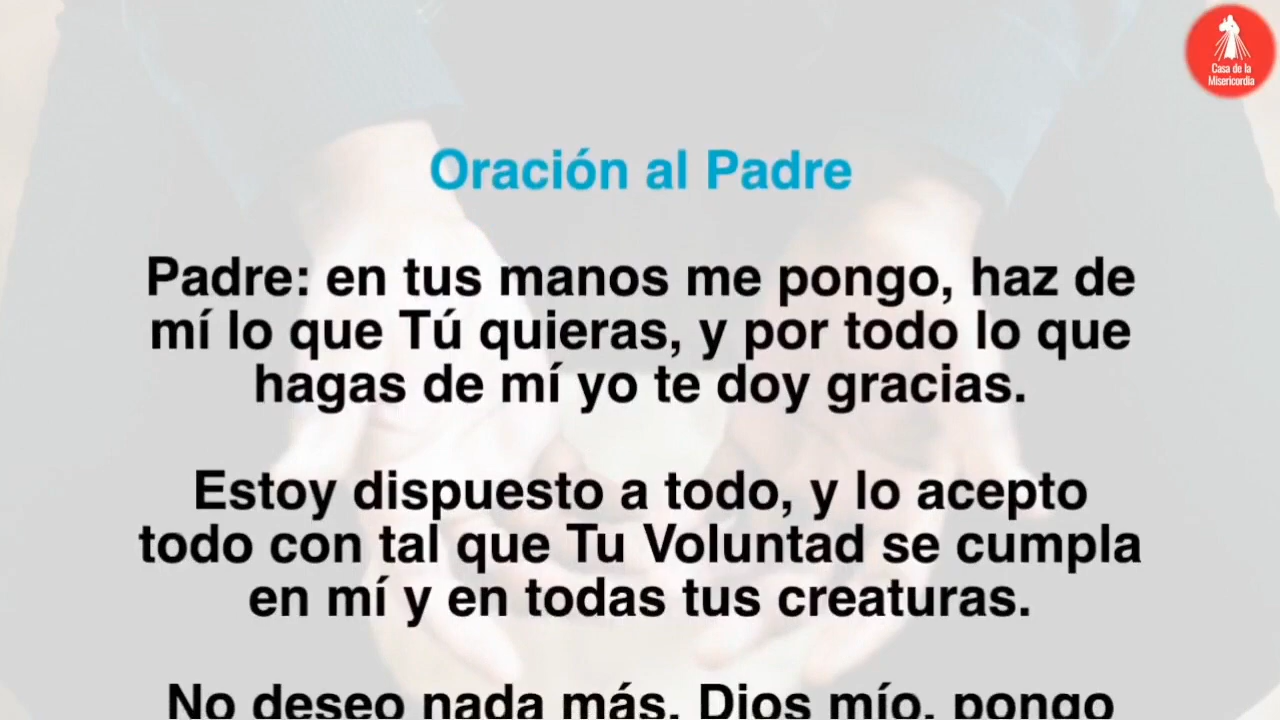 Casa de la
Misericordia
Oración al Padre
Padre: en tus manos me pongo, haz de
mí lo que Tú quieras, y por todo lo que
hagas de mí yo te doy gracias.
Estoy dispuesto a todo, y lo acepto
todo con tal que Tu Voluntad se cumpla
en mí y en todas tus creaturas.
No deseo nada más, Dios mío, pongo